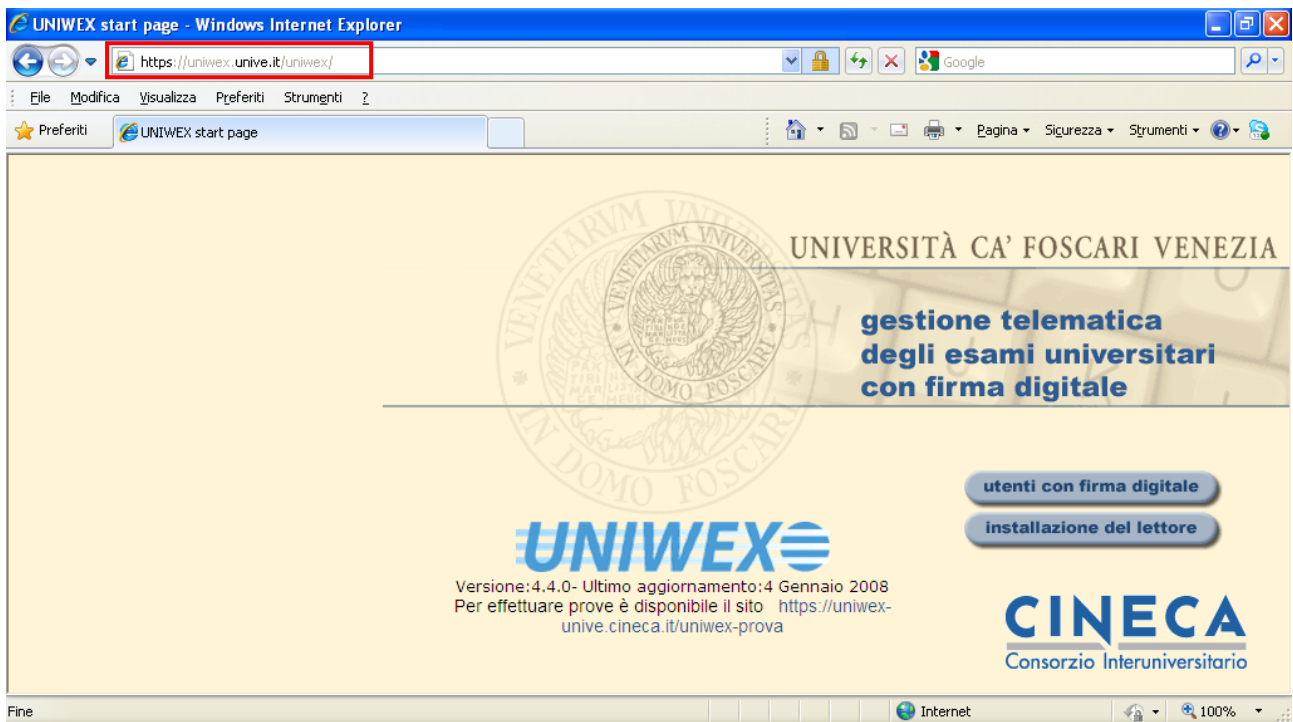 UNIWEX start page - Windows Internet Explorer
https://uniwex.unive.it/uniwex/
Google
File Modifica Visualizza Preferiti Strumenti ?
Preferiti
UNIWEX start page
Pagina Sicurezza Strumenti
UNIVERSITÀ CA' FOSCARI VENEZIA
gestione telematica
degli esami universitari
con firma digitale
IN DOMO FOSCARI
utenti con firma digitale
installazione del lettore
UNIWEX
Versione:4.4.0- Ultimo aggiornamento:4 Gennaio 2008
Per effettuare prove è disponibile il sito https://uniwex-
unive.cineca.it/uniwex-prova
CINECA
Consorzio Interuniversitario
Fine
Internet
100%